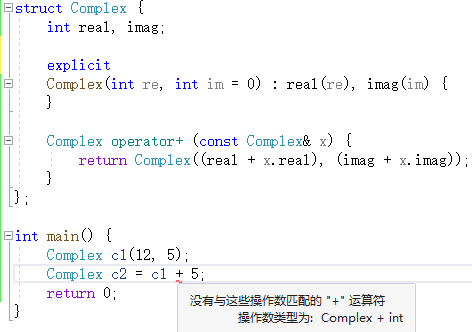 struct Complex {
int real, imag;
explicit
Complex(int re, int im = 0) : real(re), imag(im) {
}
Complex operator+ (const Complex& x) {
return Complex((real + x.real), (imag + x.imag));
}
};
int main() {
Complex c1(12, 5);
Complex c2 = c1 + 5;
return 0;
}
没有与这些操作数匹配的 "+" 运算符
操作数类型为: Complex + int